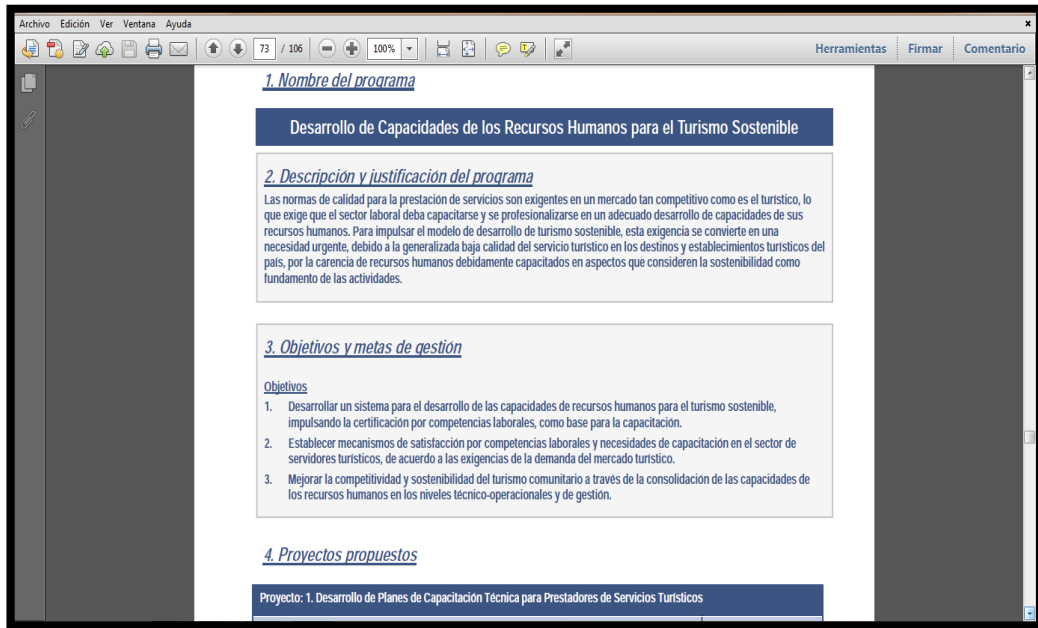 Archivo Edición Ver Ventana Ayuda
73 / 106 100% Herramientas Firmar Comentario
1. Nombre del programa
Desarrollo de Capacidades de los Recursos Humanos para el Turismo Sostenible
2. Descripción y justificación del programa
Las normas de calidad para la prestación de servicios son exigentes en un mercado tan competitivo como es el turístico, lo
que exige que el sector laboral deba capacitarse y se profesionalizarse en un adecuado desarrollo de capacidades de sus
recursos humanos. Para impulsar el modelo de desarrollo de turismo sostenible, esta exigencia se convierte en una
necesidad urgente, debido a la generalizada baja calidad del servicio turístico en los destinos y establecimientos turísticos del
país, por la carencia de recursos humanos debidamente capacitados en aspectos que consideren la sostenibilidad como
fundamento de las actividades.
3. Objetivos y metas de gestión
Objetivos
1. Desarrollar un sistema para el desarrollo de las capacidades de recursos humanos para el turismo sostenible,
impulsando la certificación por competencias laborales, como base para la capacitación.
2. Establecer mecanismos de satisfacción por competencias laborales y necesidades de capacitación en el sector de
servidores turísticos, de acuerdo a las exigencias de la demanda del mercado turístico.
3. Mejorar la competitividad y sostenibilidad del turismo comunitario a través de la consolidación de las capacidades de
los recursos humanos en los niveles técnico-operacionales y de gestión.
4. Proyectos propuestos
Proyecto: 1. Desarrollo de Planes de Capacitación Técnica para Prestadores de Servicios Turísticos